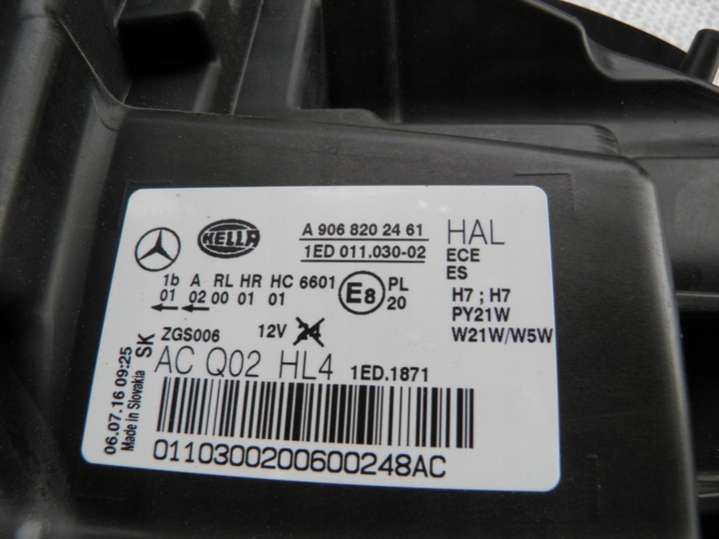 HELLA
A 906 820 2461
1ED 011.030-02
HAL
ECE
ES
1b A RL HR HC 6601
01 02 00 01 01
E8
PL
20
H7 ; H7
PY21W
W21W/W5W
ZGS006 12V 24
AC Q02 HL4 1ED.1871
SK
06.07.16 09:25
Made in Slovakia
0110300200600248AC